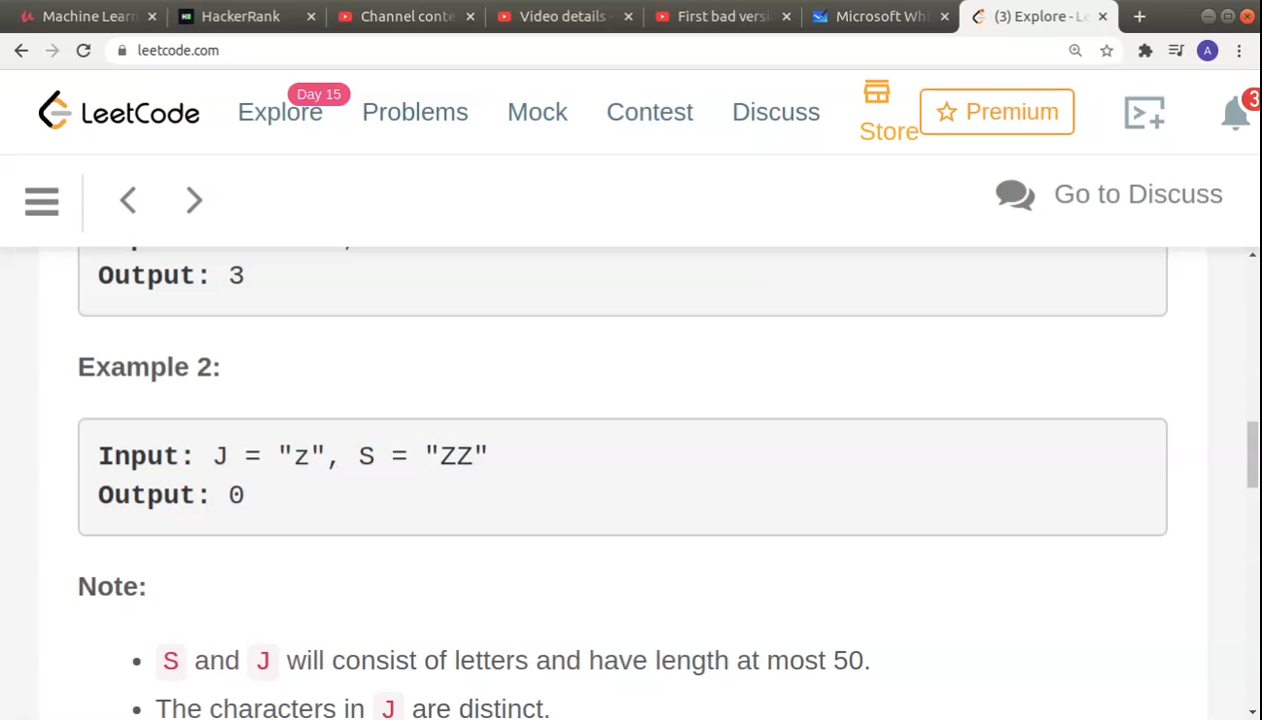 Machine Learn
HackerRank
Channel conte
Video details -
First bad versi
Microsoft Whi
(3) Explore - Le
leetcode.com
A
LeetCode
Explore
Day 15
Problems
Mock
Contest
Discuss
Store
Premium
3
Go to Discuss
Output: 3
Example 2:
Input: J = "z", S = "ZZ"
Output: 0
Note:
• S and J will consist of letters and have length at most 50.
• The characters in J are distinct.